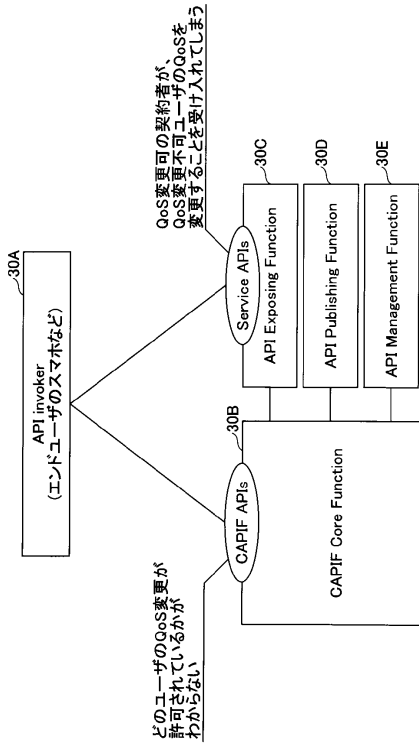 30A
API invoker
(エンドユーザのスマホなど)
どのユーザのQoS変更が
許可されているかが
わからない
QoS変更可の契約者が、
QoS変更不可ユーザのQoSを
変更することを受け入れてしまう
CAPIF APIs
30B
Service APIs
CAPIF Core Function
API Exposing Function
30C
API Publishing Function
30D
API Management Function
30E